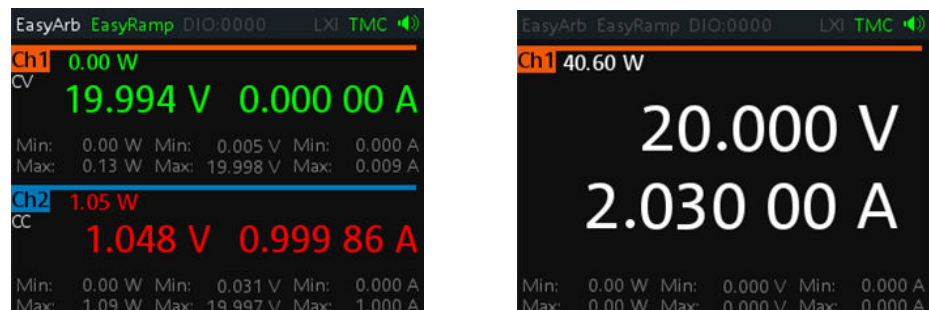 EasyArb EasyRamp DIO:0000 LXI TMC
Ch1 0.00 W
CV
19.994 V 0.000 00 A
Min: 0.00 W Min: 0.005 V Min: 0.000 A
Max: 0.13 W Max: 19.998 V Max: 0.009 A
Ch2 1.05 W
CC
1.048 V 0.999 86 A
Min: 0.00 W Min: 0.031 V Min: 0.000 A
Max: 1.09 W Max: 19.997 V Max: 1.000 A
EasyArb EasyRamp DIO:0000 LXI TMC
Ch1 40.60 W
20.000 V
2.030 00 A
Min: 0.00 W Min: 0.000 V Min: 0.000 A
Max: 0.00 W Max: 0.000 V Max: 0.000 A